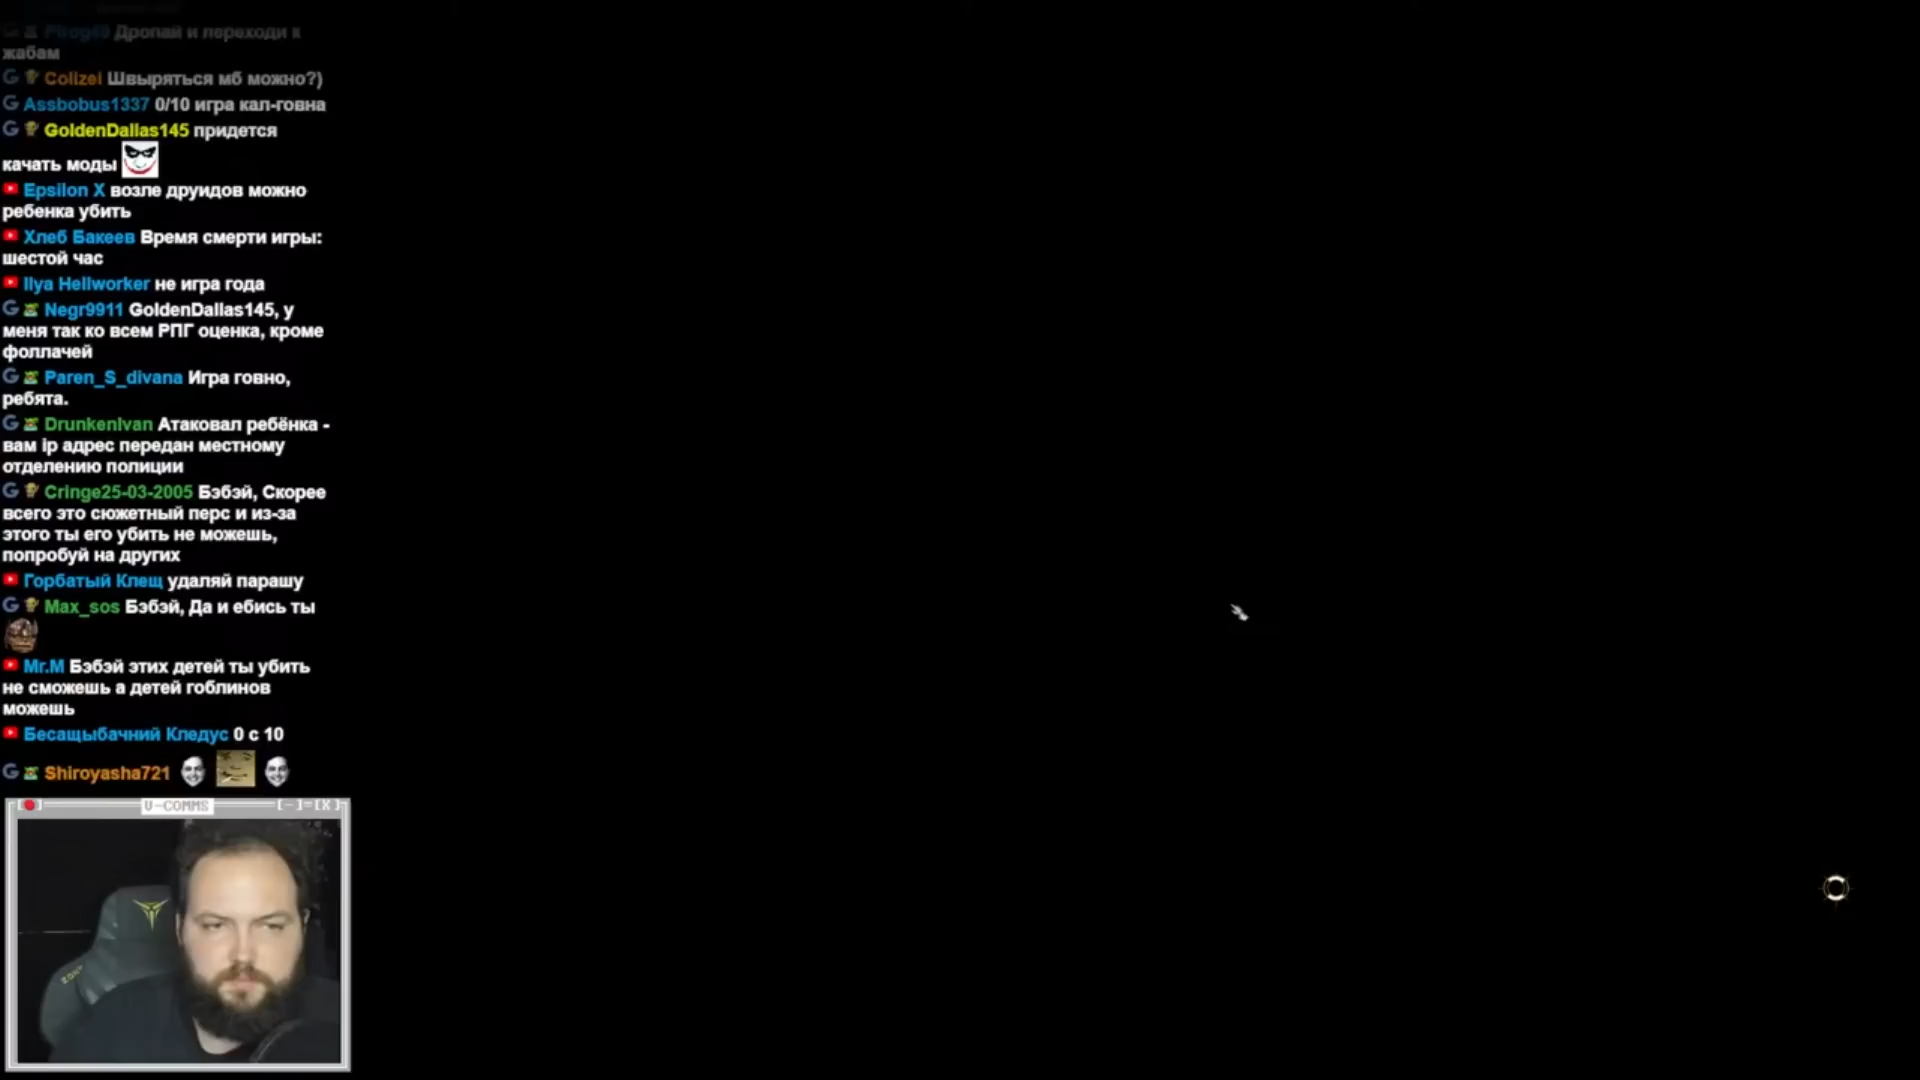 Pirog49 Дропай и переходи к
жабам
Colizel Швыряться мб можно?)
Assbobus1337 0/10 игра кал-говна
GoldenDallas145 придется
качать моды
Epsilon X возле друидов можно
ребенка убить
Хлеб Бакеев Время смерти игры:
шестой час
Ilya Hellworker не игра года
Negr9911 GoldenDallas145, у
меня так ко всем РПГ оценка, кроме
фоллачей
Paren_S_divana Игра говно,
ребята.
DrunkenIvan Атаковал ребёнка -
вам ip адрес передан местному
отделению полиции
Cringe25-03-2005 Бэбэй, Скорее
всего это сюжетный перс и из-за
этого ты его убить не можешь,
попробуй на других
Горбатый Клещ удаляй парашу
Max_sos Бэбэй, Да и ебись ты
Mr.M Бэбэй этих детей ты убить
не сможешь а детей гоблинов
можешь
Бесащыбачний Кледус 0 с 10
Shiroyasha721
U-COMMS [-]=[X]